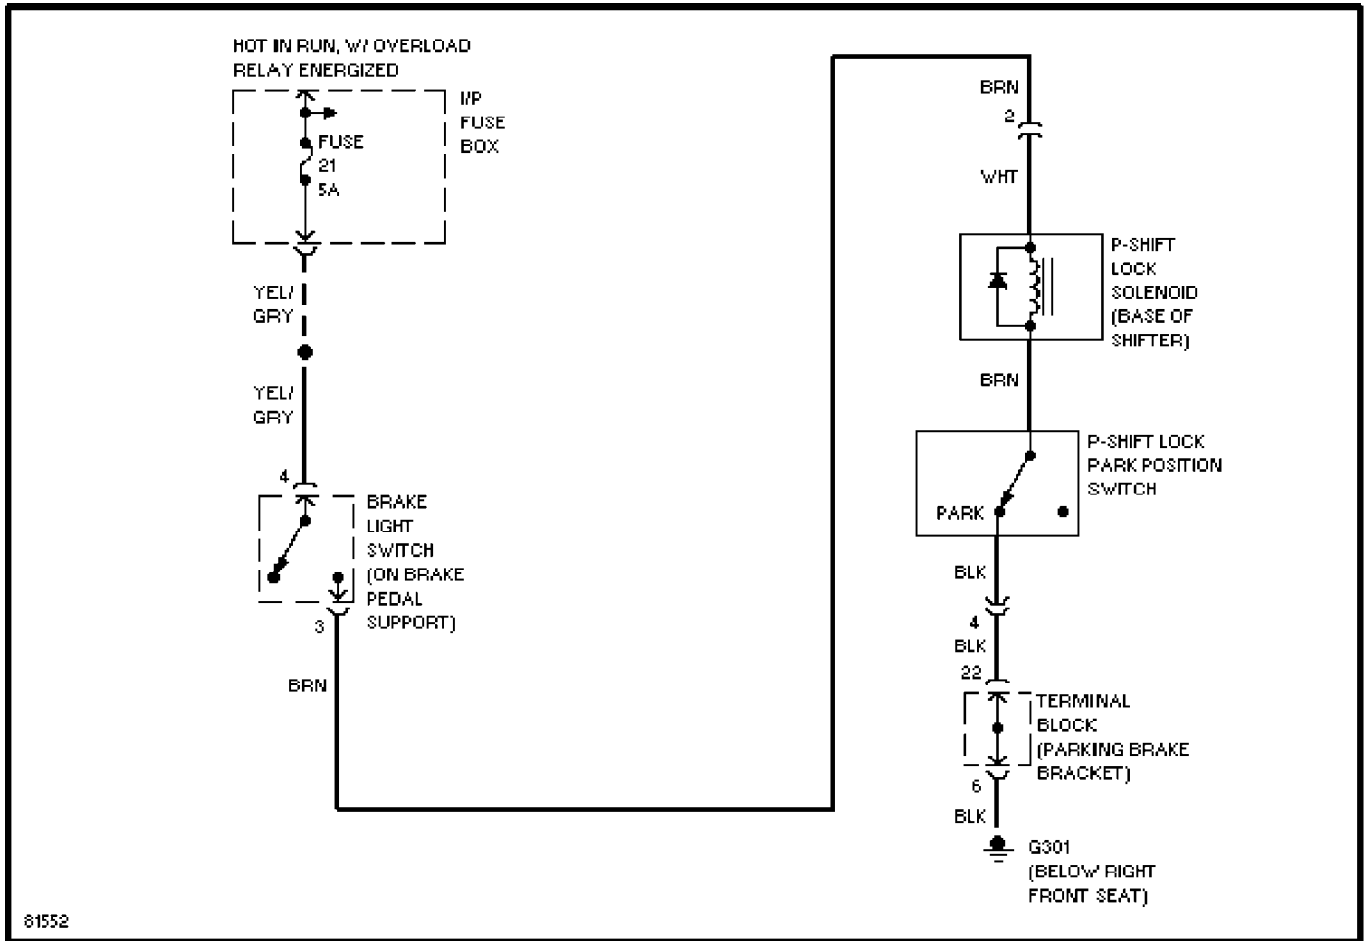 HOT IN RUN, W/ OVERLOAD
RELAY ENERGIZED
I/P
FUSE
BOX
FUSE
21
5A
YEL/
GRY
YEL/
GRY
4
BRAKE
LIGHT
SWITCH
(ON BRAKE
PEDAL
SUPPORT)
3
BRN
BRN
2
WHT
P-SHIFT
LOCK
SOLENOID
(BASE OF
SHIFTER)
BRN
P-SHIFT LOCK
PARK POSITION
SWITCH
PARK
BLK
4
BLK
22
TERMINAL
BLOCK
(PARKING BRAKE
BRACKET)
6
BLK
G301
(BELOW RIGHT
FRONT SEAT)
81552